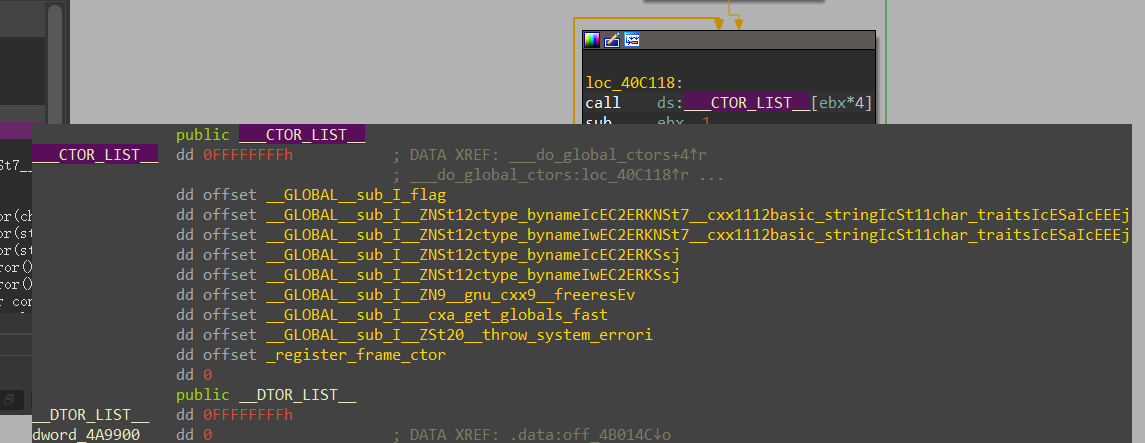 loc_40C118:
call ds:___CTOR_LIST__[ebx*4]
sub ebx, 1
public ___CTOR_LIST__
___CTOR_LIST__ dd 0FFFFFFFFh ; DATA XREF: ___do_global_ctors+4↑r
; ___do_global_ctors:loc_40C118↑r ...
dd offset __GLOBAL__sub_I_flag
St7__
dd offset __GLOBAL__sub_I__ZNSt12ctype_bynameIcEC2ERKNSt7__cxx1112basic_stringIcSt11char_traitsIcESaIcEEEj
or(ch
dd offset __GLOBAL__sub_I__ZNSt12ctype_bynameIwEC2ERKNSt7__cxx1112basic_stringIcSt11char_traitsIcESaIcEEEj
or(st
dd offset __GLOBAL__sub_I__ZNSt12ctype_bynameIcEC2ERKSsj
or(st
dd offset __GLOBAL__sub_I__ZNSt12ctype_bynameIwEC2ERKSsj
ror()
dd offset __GLOBAL__sub_I__ZN9__gnu_cxx9__freeresEv
ror()
dd offset __GLOBAL__sub_I___cxa_get_globals_fast
r con
dd offset __GLOBAL__sub_I__ZSt20__throw_system_errori
dd offset _register_frame_ctor
dd 0
public __DTOR_LIST__
__DTOR_LIST__ dd 0FFFFFFFFh
dword_4A9900 dd 0 ; DATA XREF: .data:off_4B014C↓o